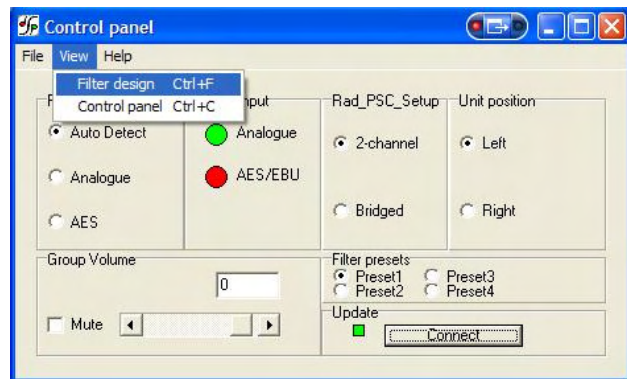 Control panel
File View Help
Filter design Ctrl+F
Control panel Ctrl+C
Rad_PSC_Setup Unit position
Auto Detect Analogue 2-channel Left
Analogue AES/EBU
AES Bridged Right
Group Volume Filter presets
0 Preset1 Preset3
Preset2 Preset4
Mute Update
Connect